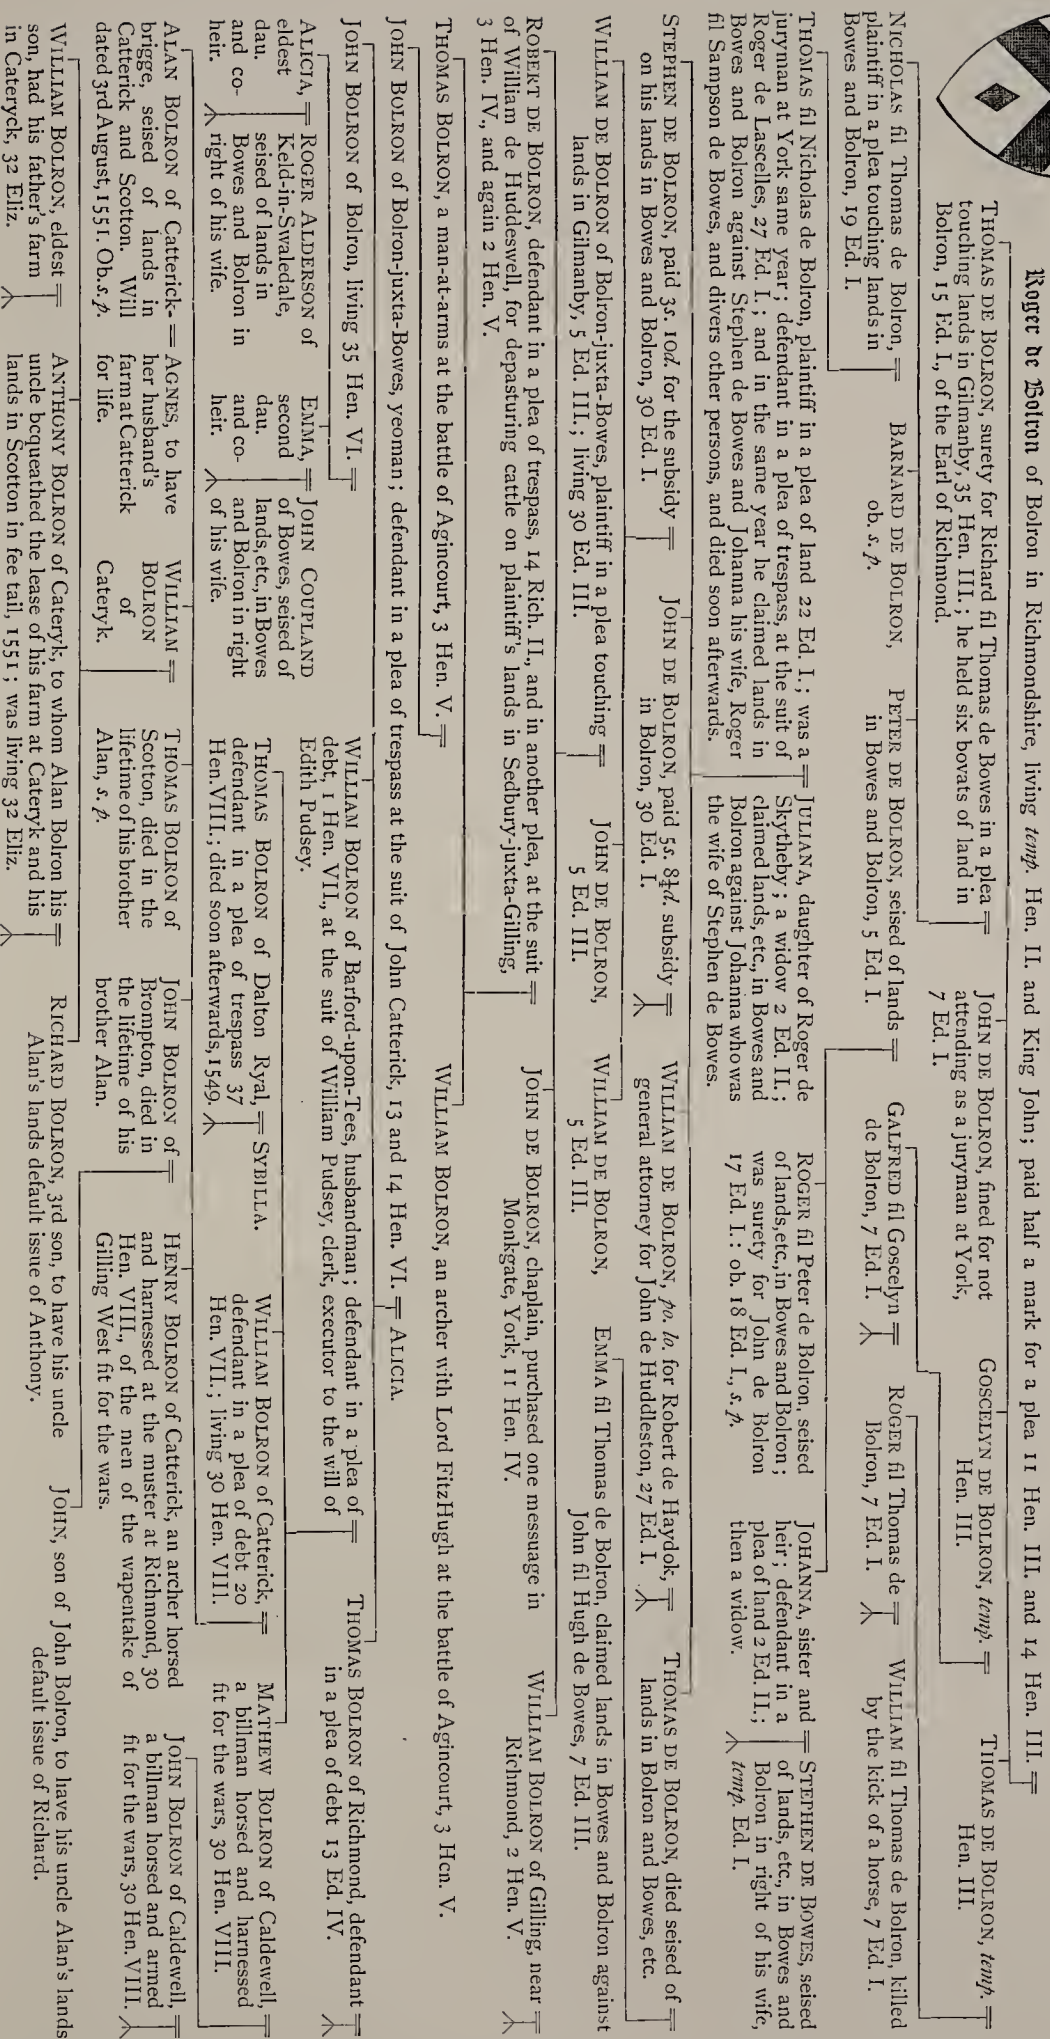 Roger de Bolron of Bolron in Richmondshire, living temp. Hen. II. and King John; paid half a mark for a plea 11 Hen. III. and 14 Hen. III.
THOMAS DE BOLRON, surety for Richard fil Thomas de Bowes in a plea
touching lands in Gilmanby, 35 Hen. III.; he held six bovats of land in
Bolron, 15 Ed. I., of the Earl of Richmond.
JOHN DE BOLRON, fined for not
attending as a juryman at York,
7 Ed. I.
GOSCELYN DE BOLRON, temp.
Hen. III.
THOMAS DE BOLRON, temp.
Hen. III.
NICHOLAS fil Thomas de Bolron,
plaintiff in a plea touching lands in
Bowes and Bolron, 19 Ed. I.
BARNARD DE BOLRON,
ob. s. p.
PETER DE BOLRON, seised of lands
in Bowes and Bolron, 5 Ed. I.
GALFRED fil Goscelyn
de Bolron, 7 Ed. I.
ROGER fil Thomas de
Bolron, 7 Ed. I.
WILLIAM fil Thomas de Bolron, killed
by the kick of a horse, 7 Ed. I.
THOMAS fil Nicholas de Bolron, plaintiff in a plea of land 22 Ed. I.; was a
juryman at York same year; defendant in a plea of trespass, at the suit of
Roger de Lascelles, 27 Ed. I.; and in the same year he claimed lands in
Bowes and Bolron against Stephen de Bowes and Johanna his wife, Roger
fil Sampson de Bowes, and divers other persons, and died soon afterwards.
JULIANA, daughter of Roger de
Skytheby; a widow 2 Ed. II.;
claimed lands, etc., in Bowes and
Bolron against Johanna who was
the wife of Stephen de Bowes.
ROGER fil Peter de Bolron, seised
of lands, etc., in Bowes and Bolron;
was surety for John de Bolron
17 Ed. I.: ob. 18 Ed. I., s. p.
JOHANNA, sister and
heir; defendant in a
plea of land 2 Ed. II.;
then a widow.
STEPHEN DE BOWES, seised
of lands, etc., in Bowes and
Bolron in right of his wife,
temp. Ed. I.
STEPHEN DE BOLRON, paid 3s. 10d. for the subsidy
on his lands in Bowes and Bolron, 30 Ed. I.
JOHN DE BOLRON, paid 5s. 8¼d. subsidy
in Bolron, 30 Ed. I.
WILLIAM DE BOLRON, po. lo. for Robert de Haydok,
general attorney for John de Huddleston, 27 Ed. I.
THOMAS DE BOLRON, died seised of
lands in Bolron and Bowes, etc.
WILLIAM DE BOLRON of Bolron-juxta-Bowes, plaintiff in a plea touching
lands in Gilmanby, 5 Ed. III.; living 30 Ed. III.
JOHN DE BOLRON,
5 Ed. III.
WILLIAM DE BOLRON,
5 Ed. III.
EMMA fil Thomas de Bolron, claimed lands in Bowes and Bolron against
John fil Hugh de Bowes, 7 Ed. III.
ROBERT DE BOLRON, defendant in a plea of trespass, 14 Rich. II., and in another plea, at the suit
of William de Huddeswell, for depasturing cattle on plaintiff's lands in Sedbury-juxta-Gilling,
3 Hen. IV., and again 2 Hen. V.
JOHN DE BOLRON, chaplain, purchased one messuage in
Monkgate, York, 11 Hen. IV.
WILLIAM BOLRON of Gilling, near
Richmond, 2 Hen. V.
THOMAS BOLRON, a man-at-arms at the battle of Agincourt, 3 Hen. V.
WILLIAM BOLRON, an archer with Lord FitzHugh at the battle of Agincourt, 3 Hen. V.
JOHN BOLRON of Bolron-juxta-Bowes, yeoman; defendant in a plea of trespass at the suit of John Catterick, 13 and 14 Hen. VI. = ALICIA.
JOHN BOLRON of Bolron, living 35 Hen. VI.
WILLIAM BOLRON of Barford-upon-Tees, husbandman; defendant in a plea of
debt, 1 Hen. VII., at the suit of William Pudsey, clerk, executor to the will of
Edith Pudsey.
THOMAS BOLRON of Richmond, defendant
in a plea of debt 13 Ed. IV.
ALICIA,
eldest
dau.
and co-
heir.
ROGER ALDERSON of
Keld-in-Swaledale,
seised of lands in
Bowes and Bolron in
right of his wife.
EMMA,
second
dau.
and co-
heir.
JOHN COUPLAND
of Bowes, seised of
lands, etc., in Bowes
and Bolron in right
of his wife.
THOMAS BOLRON of Dalton Ryal,
defendant in a plea of trespass 37
Hen. VIII.; died soon afterwards, 1549.
SYBILLA.
WILLIAM BOLRON of Catterick,
defendant in a plea of debt 20
Hen. VII.; living 30 Hen. VIII.
MATHEW BOLRON of Caldewell,
a billman horsed and harnessed
fit for the wars, 30 Hen. VIII.
ALAN BOLRON of Catterick-
brigge, seised of lands in
Catterick and Scotton. Will
dated 3rd August, 1551. Ob. s. p.
AGNES, to have
her husband's
farm at Catterick
for life.
WILLIAM
BOLRON
of
Cateryk.
THOMAS BOLRON of
Scotton, died in the
lifetime of his brother
Alan, s. p.
JOHN BOLRON of
Brompton, died in
the lifetime of his
brother Alan.
HENRY BOLRON of Catterick, an archer horsed
and harnessed at the muster at Richmond, 30
Hen. VIII., of the men of the wapentake of
Gilling West fit for the wars.
JOHN BOLRON of Caldewell,
a billman horsed and armed
fit for the wars, 30 Hen. VIII.
WILLIAM BOLRON, eldest
son, had his father's farm
in Cateryck, 32 Eliz.
ANTHONY BOLRON of Cateryk, to whom Alan Bolron his
uncle bequeathed the lease of his farm at Cateryk and his
lands in Scotton in fee tail, 1551; was living 32 Eliz.
RICHARD BOLRON, 3rd son, to have his uncle
Alan's lands default issue of Anthony.
JOHN, son of John Bolron, to have his uncle Alan's lands
default issue of Richard.